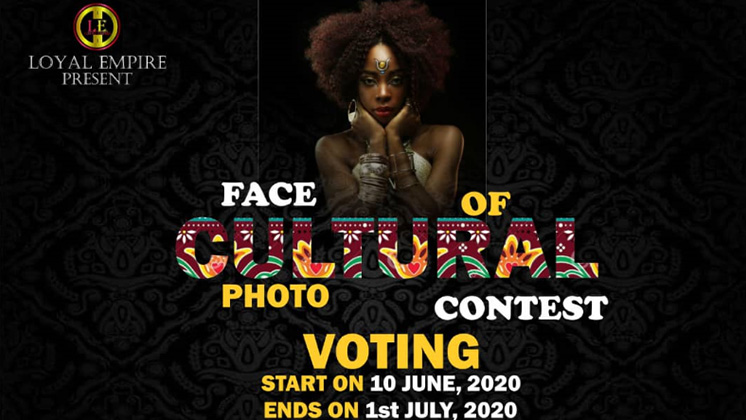 L.E
LOYAL EMPIRE
PRESENT
FACE OF
CULTURAL
PHOTO CONTEST
VOTING
START ON 10 JUNE, 2020
ENDS ON 1st JULY, 2020